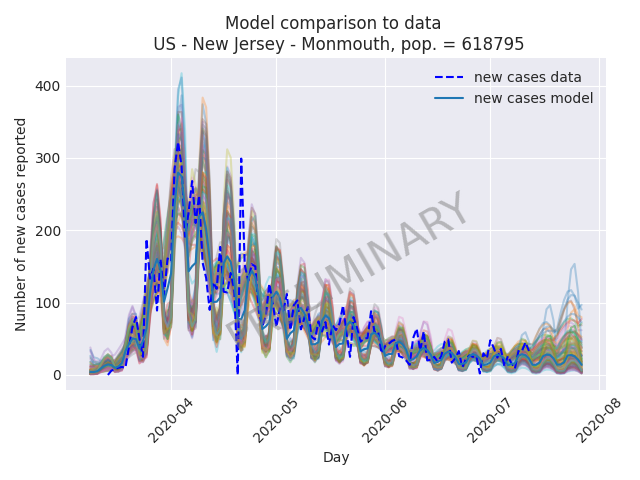 Model comparison to data
US - New Jersey - Monmouth, pop. = 618795
Number of new cases reported
400
300
200
100
0
new cases data
new cases model
PRELIMINARY
2020-04
2020-05
2020-06
2020-07
2020-08
Day